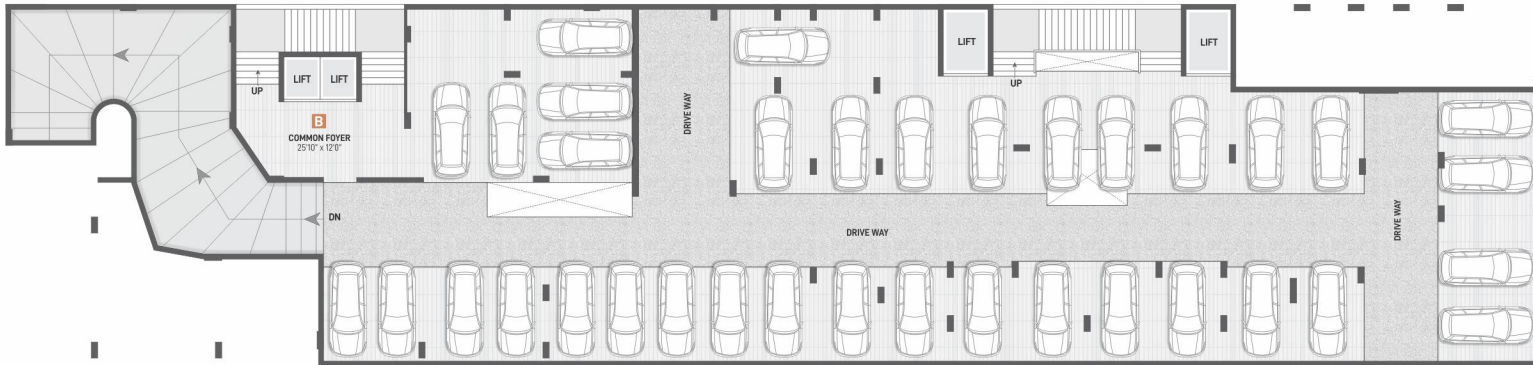 LIFT
LIFT
UP
B
COMMON FOYER
25'10" x 12'0"
DN
DRIVE WAY
LIFT
UP
LIFT
DRIVE WAY
DRIVE WAY